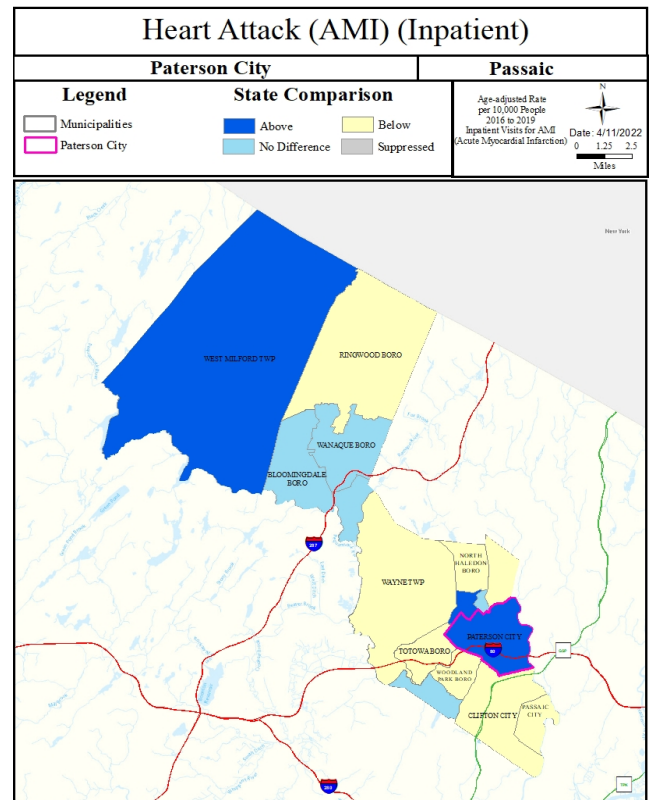 Heart Attack (AMI) (Inpatient)
Paterson City
Passaic
Legend
Municipalities
Paterson City
State Comparison
Above
Below
No Difference
Suppressed
Age-adjusted Rate
per 10,000 People
2016 to 2019
Inpatient Visits for AMI
(Acute Myocardial Infarction)
N
Date: 4/11/2022
0 1.25 2.5
Miles
New York
WEST MILFORD TWP
RINGWOOD BORO
WANAQUE BORO
BLOOMINGDALE
BORO
287
NORTH
HALEDON
BORO
WAYNE TWP
PATERSON CITY
80
GSP
TOTOWA BORO
WOODLAND
PARK BORO
PASSAIC
CITY
CLIFTON CITY
TPK